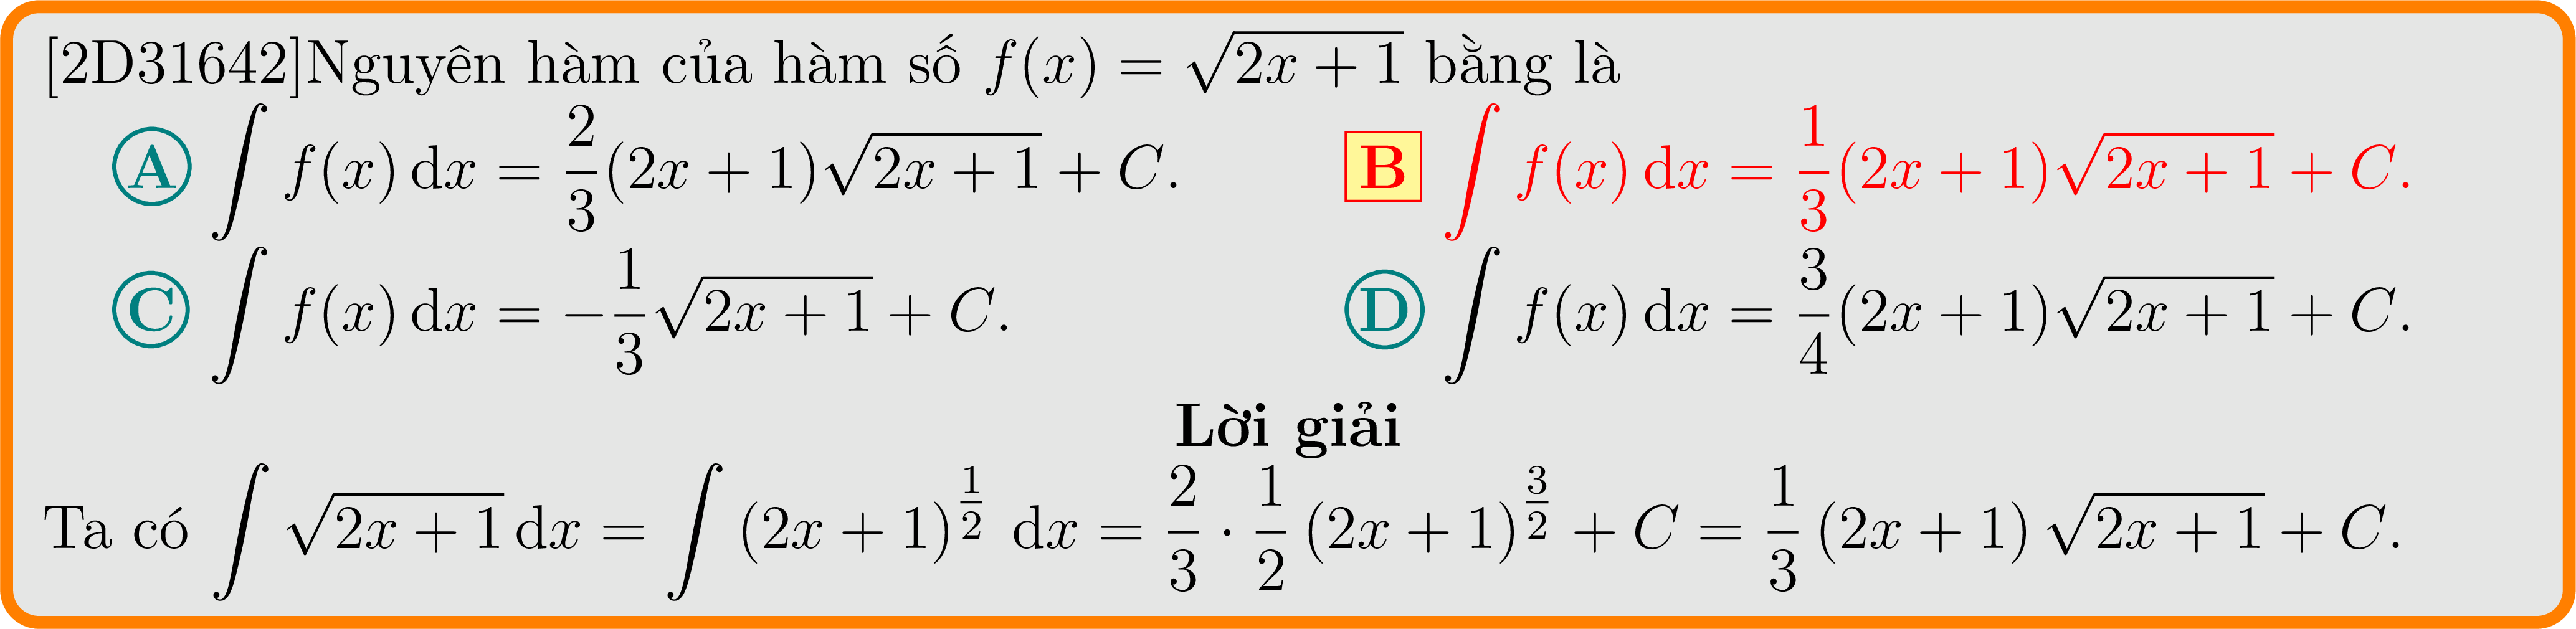 [2D31642]Nguyên hàm của hàm số $f(x) = \sqrt{2x+1}$ bằng là
A $\int f(x)\,\mathrm{d}x = \frac{2}{3}(2x+1)\sqrt{2x+1} + C.$ B $\int f(x)\,\mathrm{d}x = \frac{1}{3}(2x+1)\sqrt{2x+1} + C.$
C $\int f(x)\,\mathrm{d}x = -\frac{1}{3}\sqrt{2x+1} + C.$ D $\int f(x)\,\mathrm{d}x = \frac{3}{4}(2x+1)\sqrt{2x+1} + C.$
Lời giải
Ta có $\int \sqrt{2x+1}\,\mathrm{d}x = \int (2x+1)^{\frac{1}{2}}\,\mathrm{d}x = \frac{2}{3} \cdot \frac{1}{2}(2x+1)^{\frac{3}{2}} + C = \frac{1}{3}(2x+1)\sqrt{2x+1} + C.$